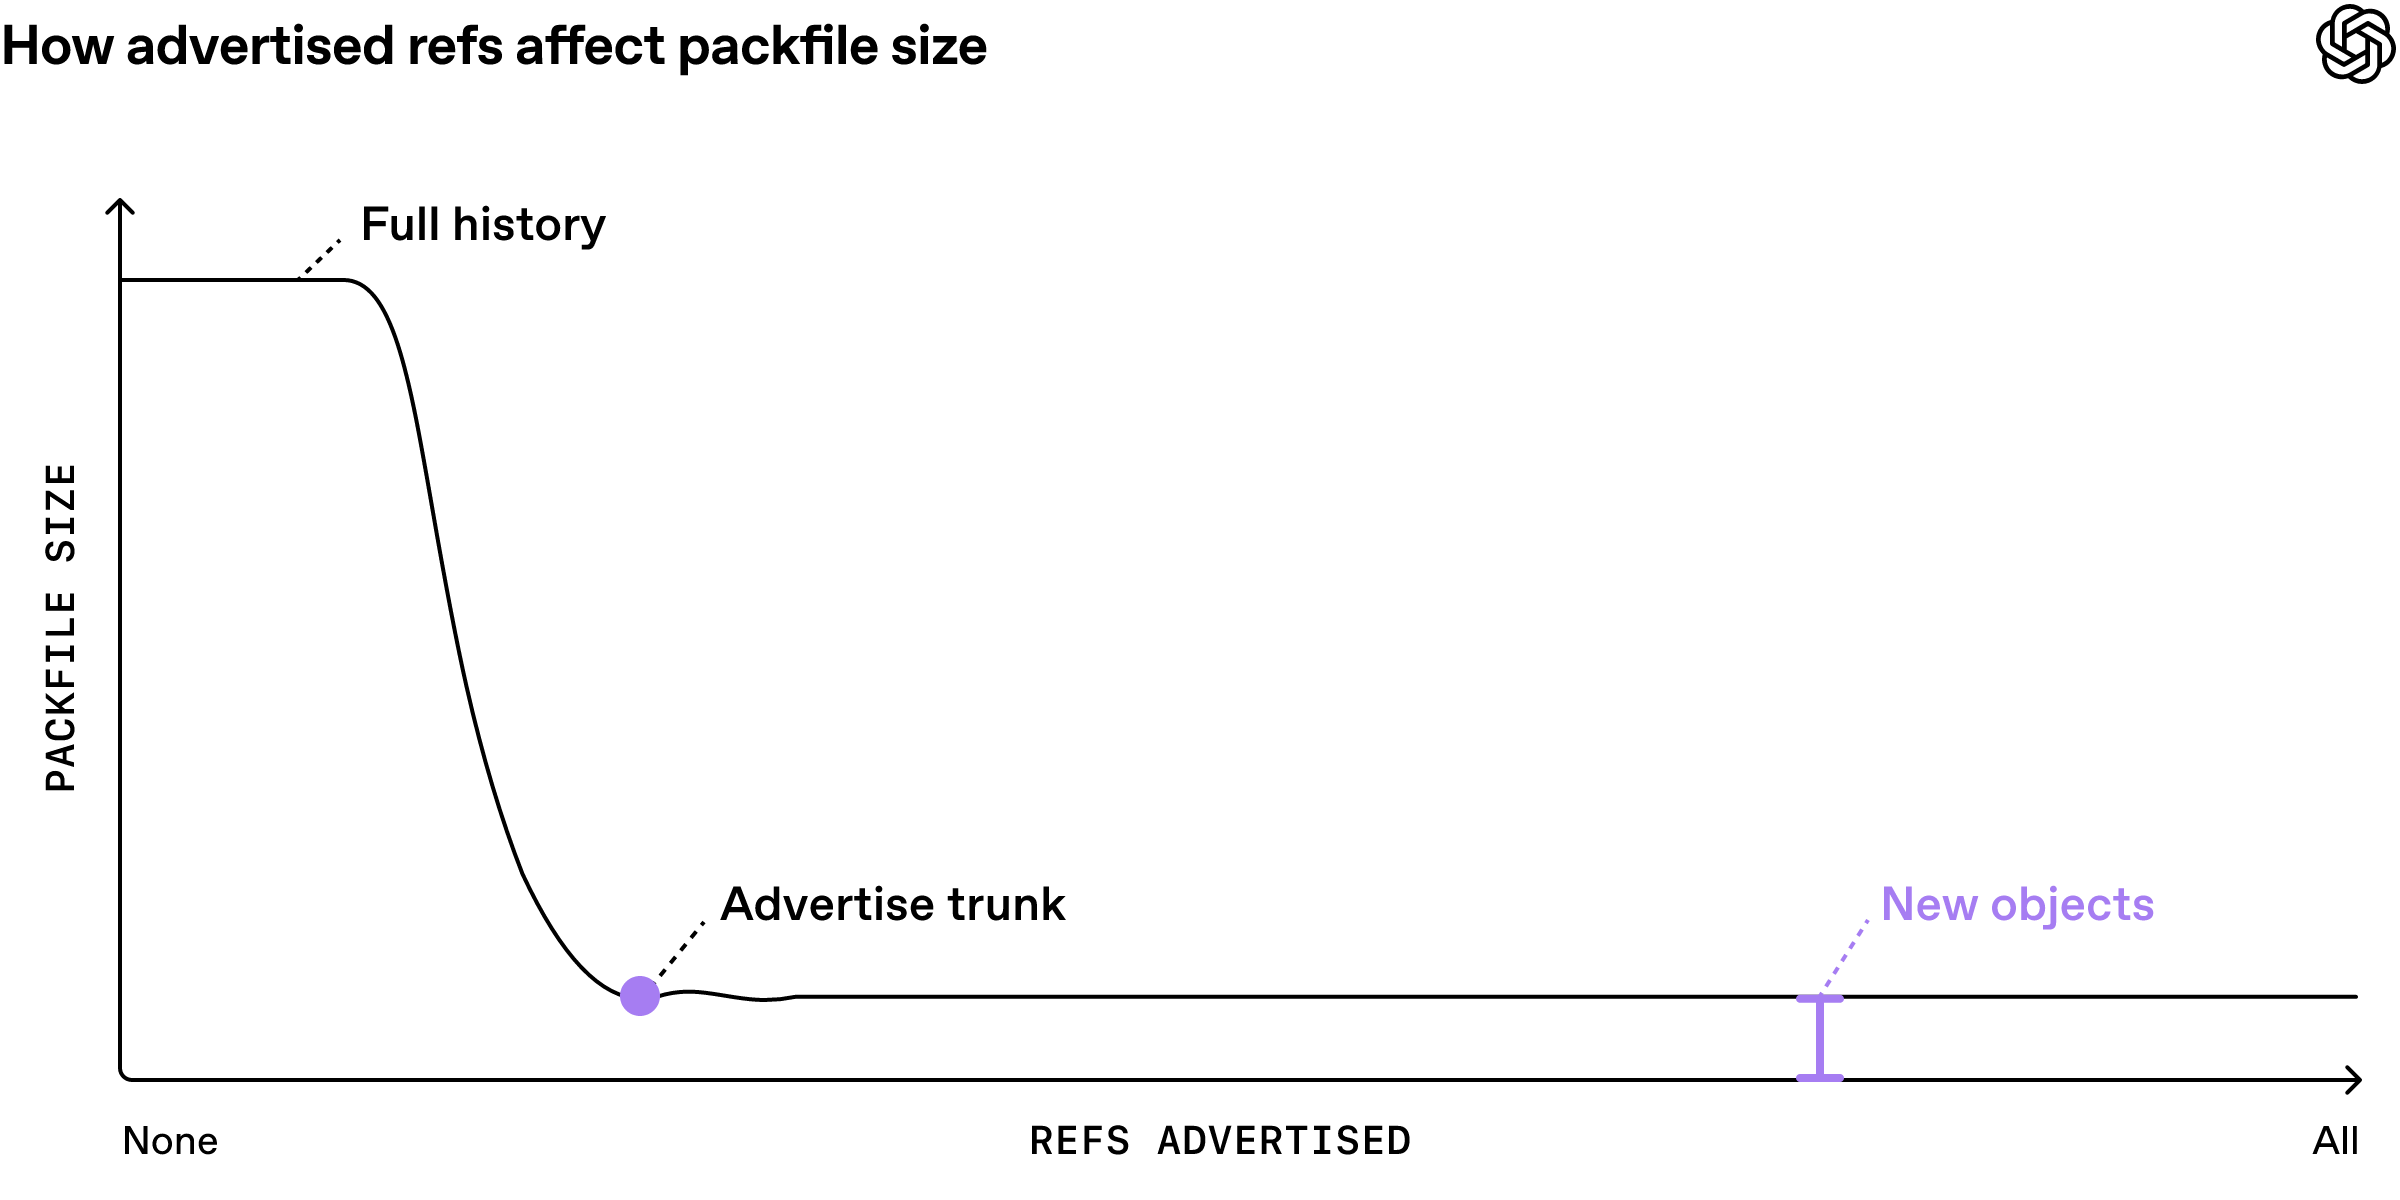 How advertised refs affect packfile size
Full history
PACKFILE SIZE
Advertise trunk
New objects
None
REFS ADVERTISED
All